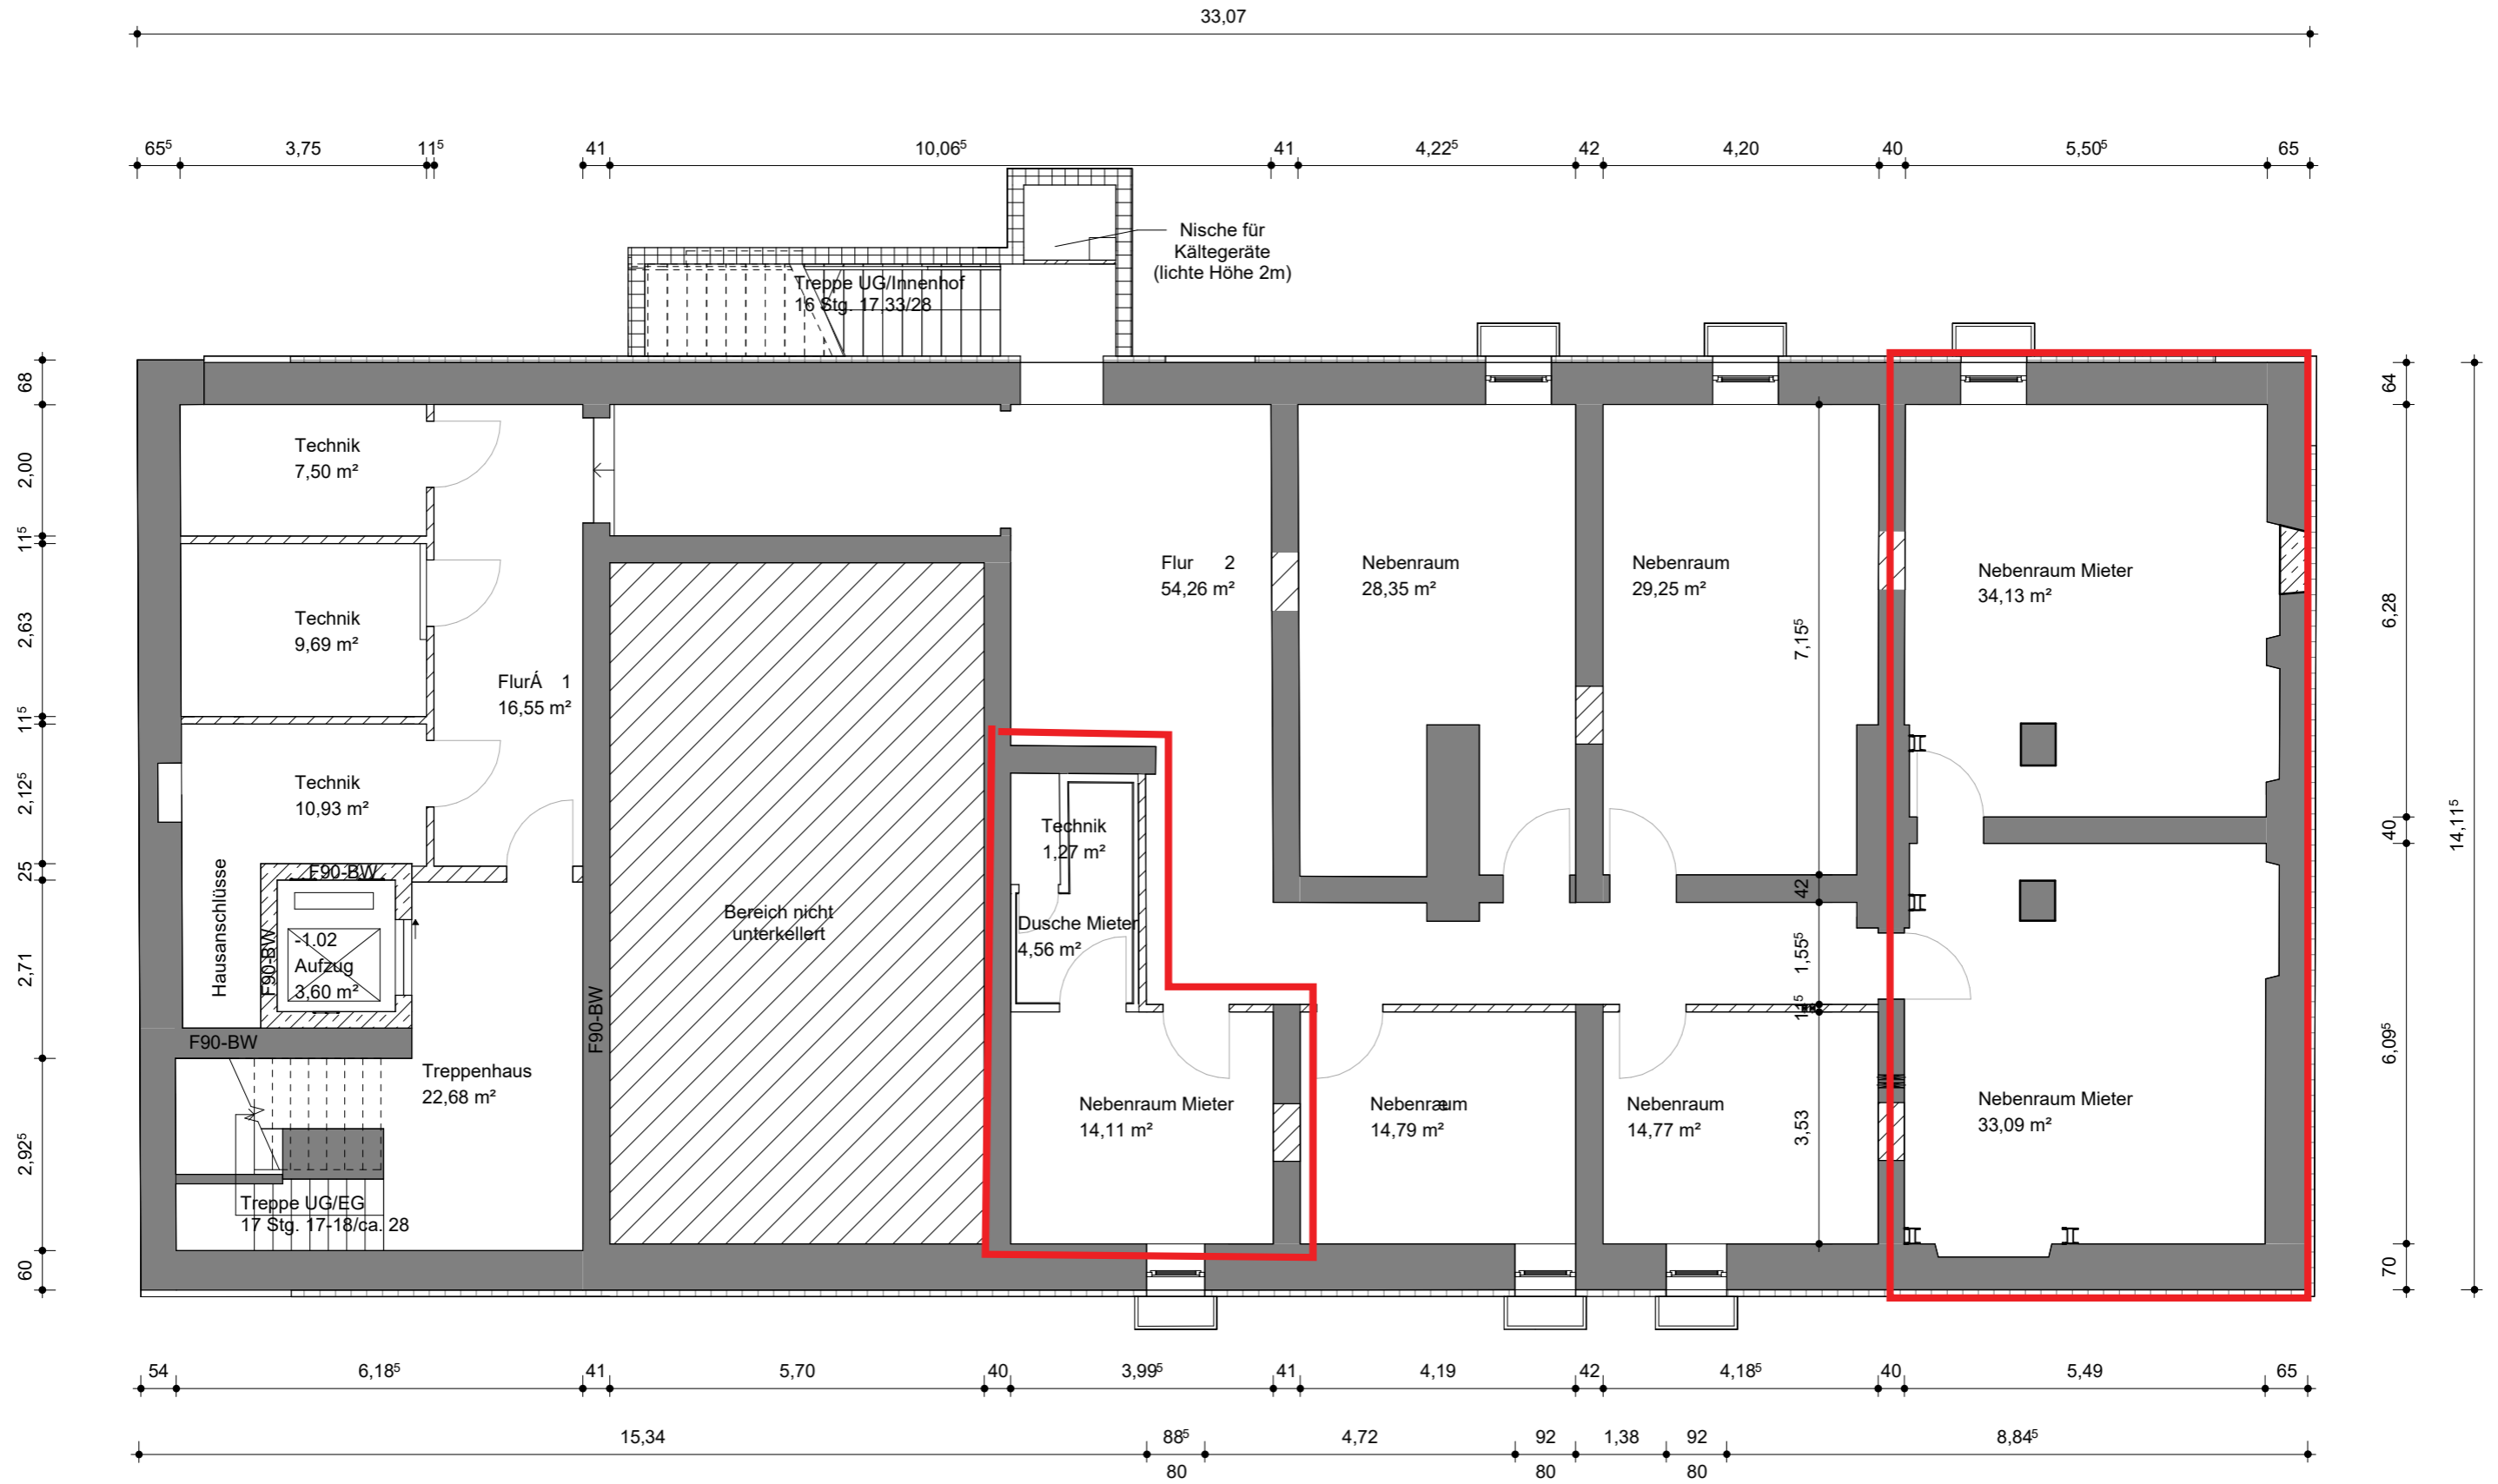 33,07
65⁵ 3,75 11⁵ 41 10,06⁵ 41 4,22⁵ 42 4,20 40 5,50⁵ 65
Nische für
Kältegeräte
(lichte Höhe 2m)
Treppe UG/Innenhof
16 Stg. 17,33/28
68
2,00
11⁵
2,63
11⁵
2,12⁵
25
2,71
2,92⁵
60
Technik
7,50 m²
Technik
9,69 m²
Technik
10,93 m²
FlurÁ 1
16,55 m²
Hausanschlüsse
F90-BW
F90-BW
-1.02
Aufzug
3,60 m²
F90-BW
Treppenhaus
22,68 m²
Treppe UG/EG
17 Stg. 17-18/ca. 28
F90-BW
Bereich nicht
unterkellert
Flur 2
54,26 m²
Technik
1,27 m²
Dusche Mieter
4,56 m²
Nebenraum Mieter
14,11 m²
Nebenraum
28,35 m²
Nebenraum
29,25 m²
Nebenraum
14,79 m²
Nebenraum
14,77 m²
7,15⁵
42
1,55⁵
11⁵
3,53
Nebenraum Mieter
34,13 m²
Nebenraum Mieter
33,09 m²
64
6,28
40
6,09⁵
70
14,11⁵
54 6,18⁵ 41 5,70 40 3,99⁵ 41 4,19 42 4,18⁵ 40 5,49 65
15,34 88⁵ 4,72 92 1,38 92 8,84⁵
80 80 80